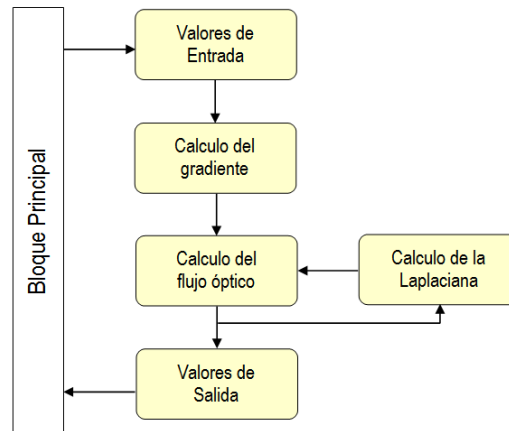 Bloque Principal
Valores de
Entrada
Calculo del
gradiente
Calculo del
flujo óptico
Calculo de la
Laplaciana
Valores de
Salida